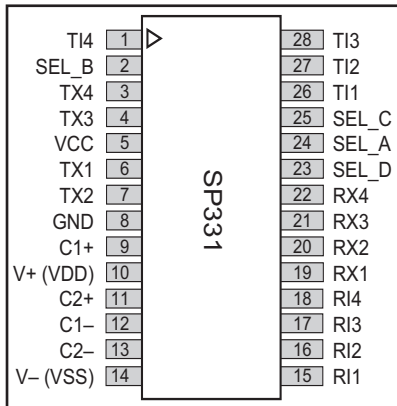 TI4 1 28 TI3
SEL_B 2 27 TI2
TX4 3 26 TI1
TX3 4 25 SEL_C
VCC 5 24 SEL_A
TX1 6 23 SEL_D
TX2 7 22 RX4
GND 8 21 RX3
C1+ 9 20 RX2
V+ (VDD) 10 19 RX1
C2+ 11 18 RI4
C1– 12 17 RI3
C2– 13 16 RI2
V– (VSS) 14 15 RI1
SP331